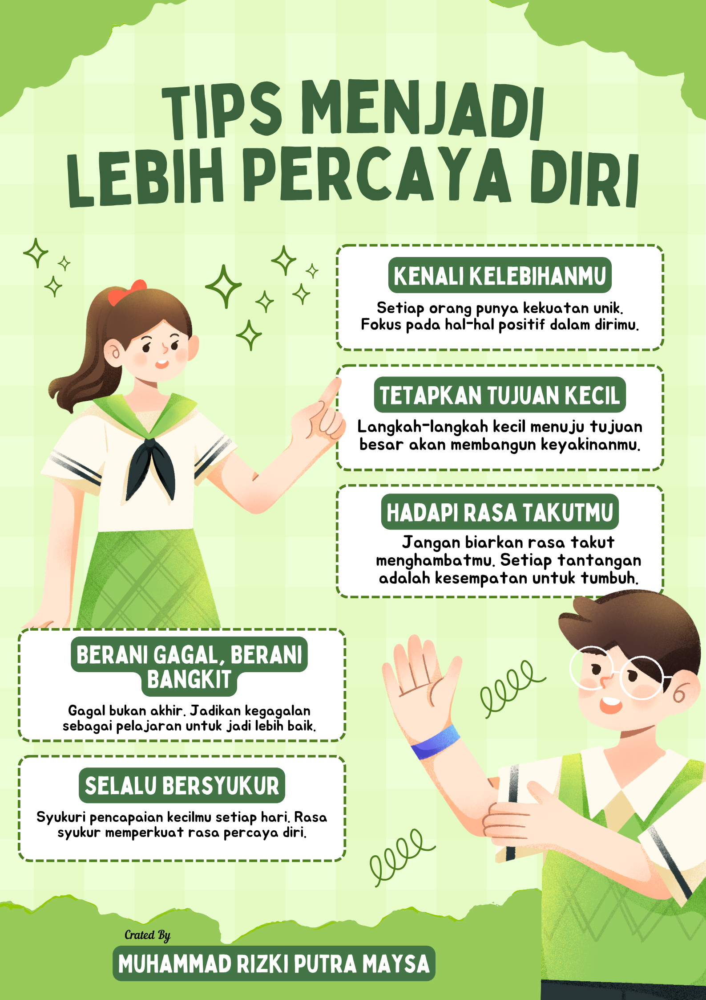 TIPS MENJADI
LEBIH PERCAYA DIRI
KENALI KELEBIHANMU
Setiap orang punya kekuatan unik.
Fokus pada hal-hal positif dalam dirimu.
TETAPKAN TUJUAN KECIL
Langkah-langkah kecil menuju tujuan
besar akan membangun keyakinanmu.
HADAPI RASA TAKUTMU
Jangan biarkan rasa takut
menghambatmu. Setiap tantangan
adalah kesempatan untuk tumbuh.
BERANI GAGAL, BERANI
BANGKIT
Gagal bukan akhir. Jadikan kegagalan
sebagai pelajaran untuk jadi lebih baik.
SELALU BERSYUKUR
Syukuri pencapaian kecilmu setiap hari. Rasa
syukur memperkuat rasa percaya diri.
Crated By
MUHAMMAD RIZKI PUTRA MAYSA